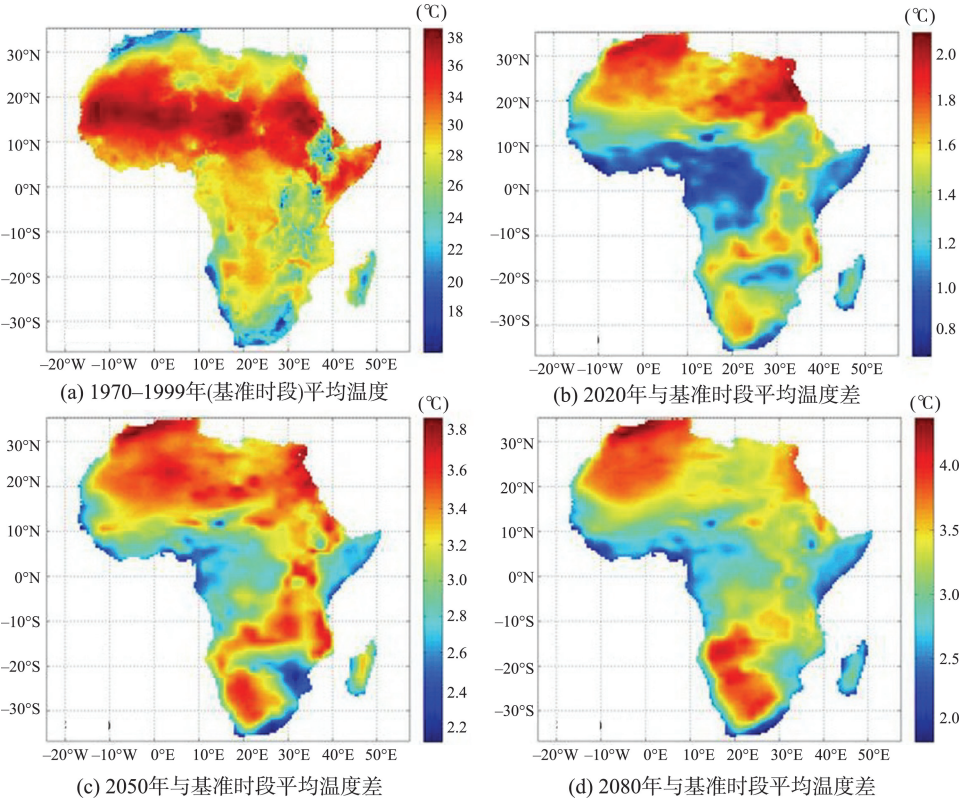 (℃)
30°N
20°N
10°N
0°N
–10°S
–20°S
–30°S
–20°W –10°W 0°E 10°E 20°E 30°E 40°E 50°E
38
36
34
30
28
26
24
22
20
18
(a) 1970–1999年(基准时段)平均温度
(℃)
30°N
20°N
10°N
0°N
–10°S
–20°S
–30°S
–20°W –10°W 0°E 10°E 20°E 30°E 40°E 50°E
2.0
1.8
1.6
1.4
1.2
1.0
0.8
(b) 2020年与基准时段平均温度差
(℃)
30°N
20°N
10°N
0°N
–10°S
–20°S
–30°S
–20°W –10°W 0°E 10°E 20°E 30°E 40°E 50°E
3.8
3.6
3.4
3.2
3.0
2.8
2.6
2.4
2.2
(c) 2050年与基准时段平均温度差
(℃)
30°N
20°N
10°N
0°N
–10°S
–20°S
–30°S
–20°W –10°W 0°E 10°E 20°E 30°E 40°E 50°E
4.0
3.5
3.0
2.5
2.0
(d) 2080年与基准时段平均温度差